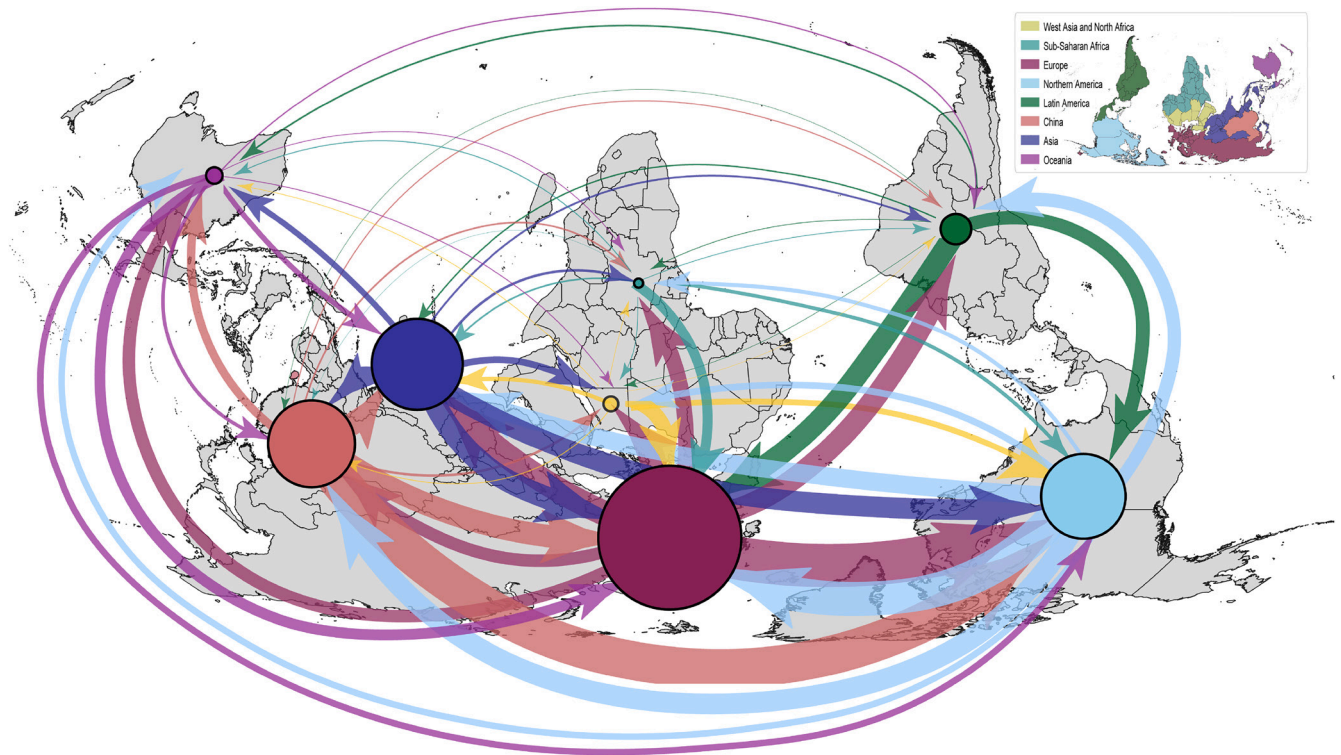 West Asia and North Africa
Sub-Saharan Africa
Europe
Northern America
Latin America
China
Asia
Oceania